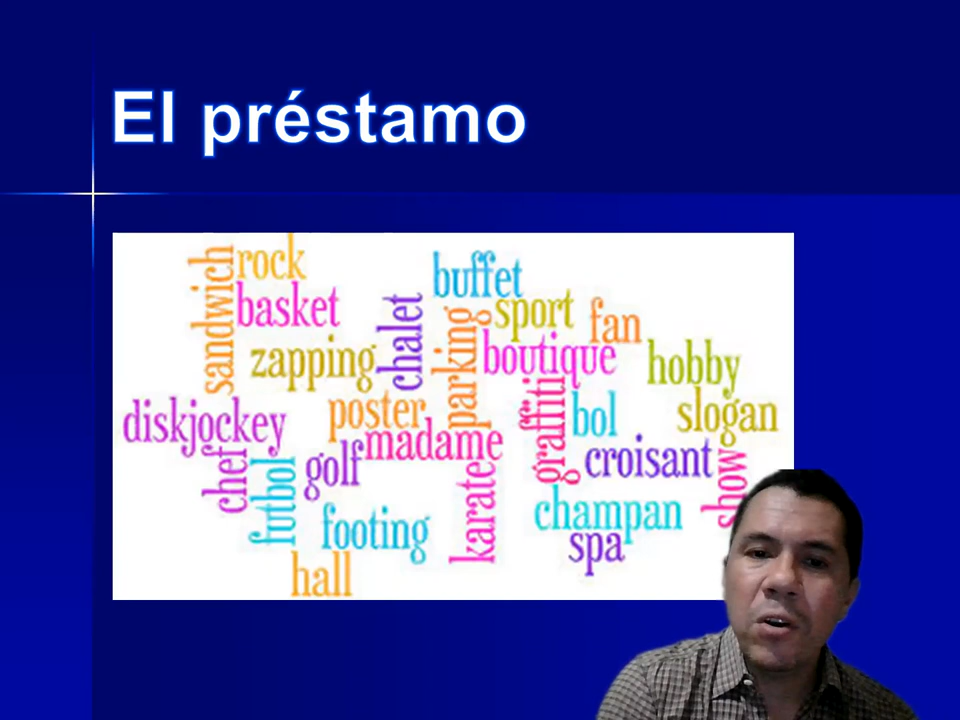 El préstamo
sandwich
rock
basket
buffet
chalet
sport
fan
zapping
parking
boutique
hobby
diskjockey
poster
madame
graffiti
bol
slogan
chef
futbol
golf
karate
croisant
show
footing
champan
spa
hall